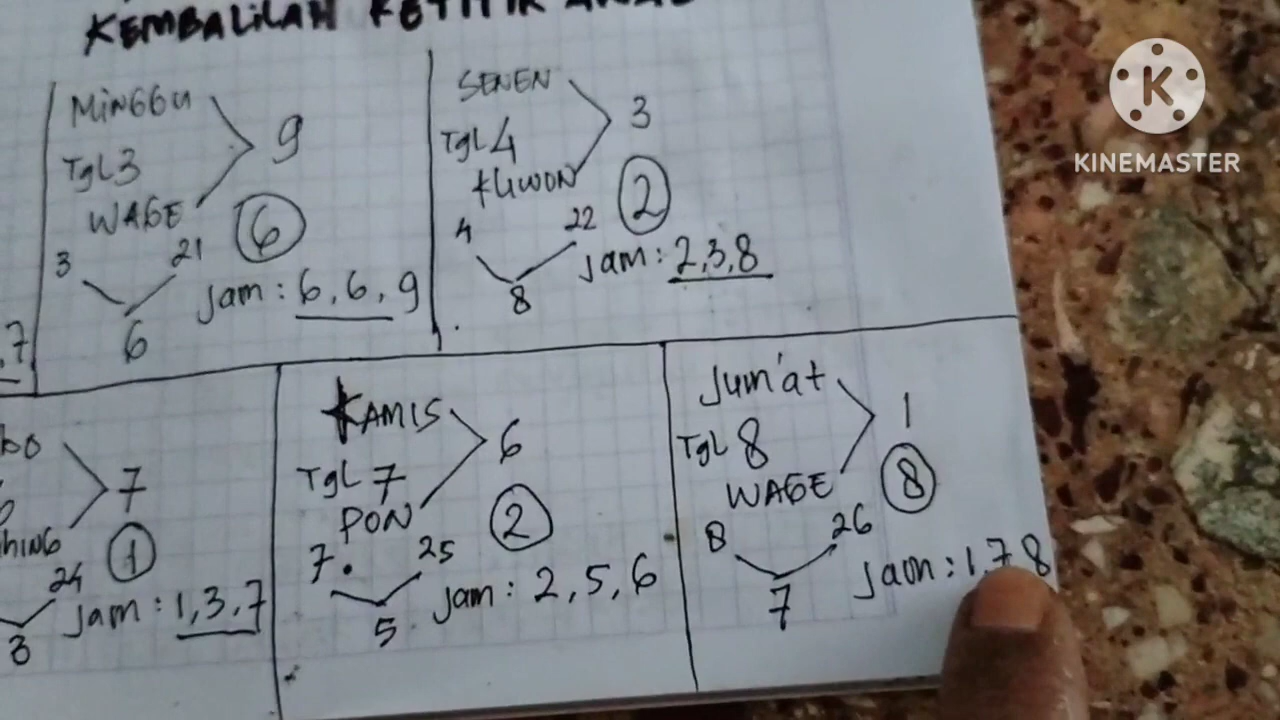 KEMBALILAH KETITIK AWAL
MINGGU
Tgl 3
WAGE
9
6
3 21
6
jam : 6, 6, 9
SENEN
Tgl 4
KLIWON
3
2
4 22
8
jam : 2,3,8
,7
7
1
24
3
jam : 1,3,7
KAMIS
Tgl 7
PON
6
2
7. 25
5
jam : 2, 5, 6
Jum'at
Tgl 8
WAGE
1
8
8 26
7
jam : 1,7 8
K
KINEMASTER